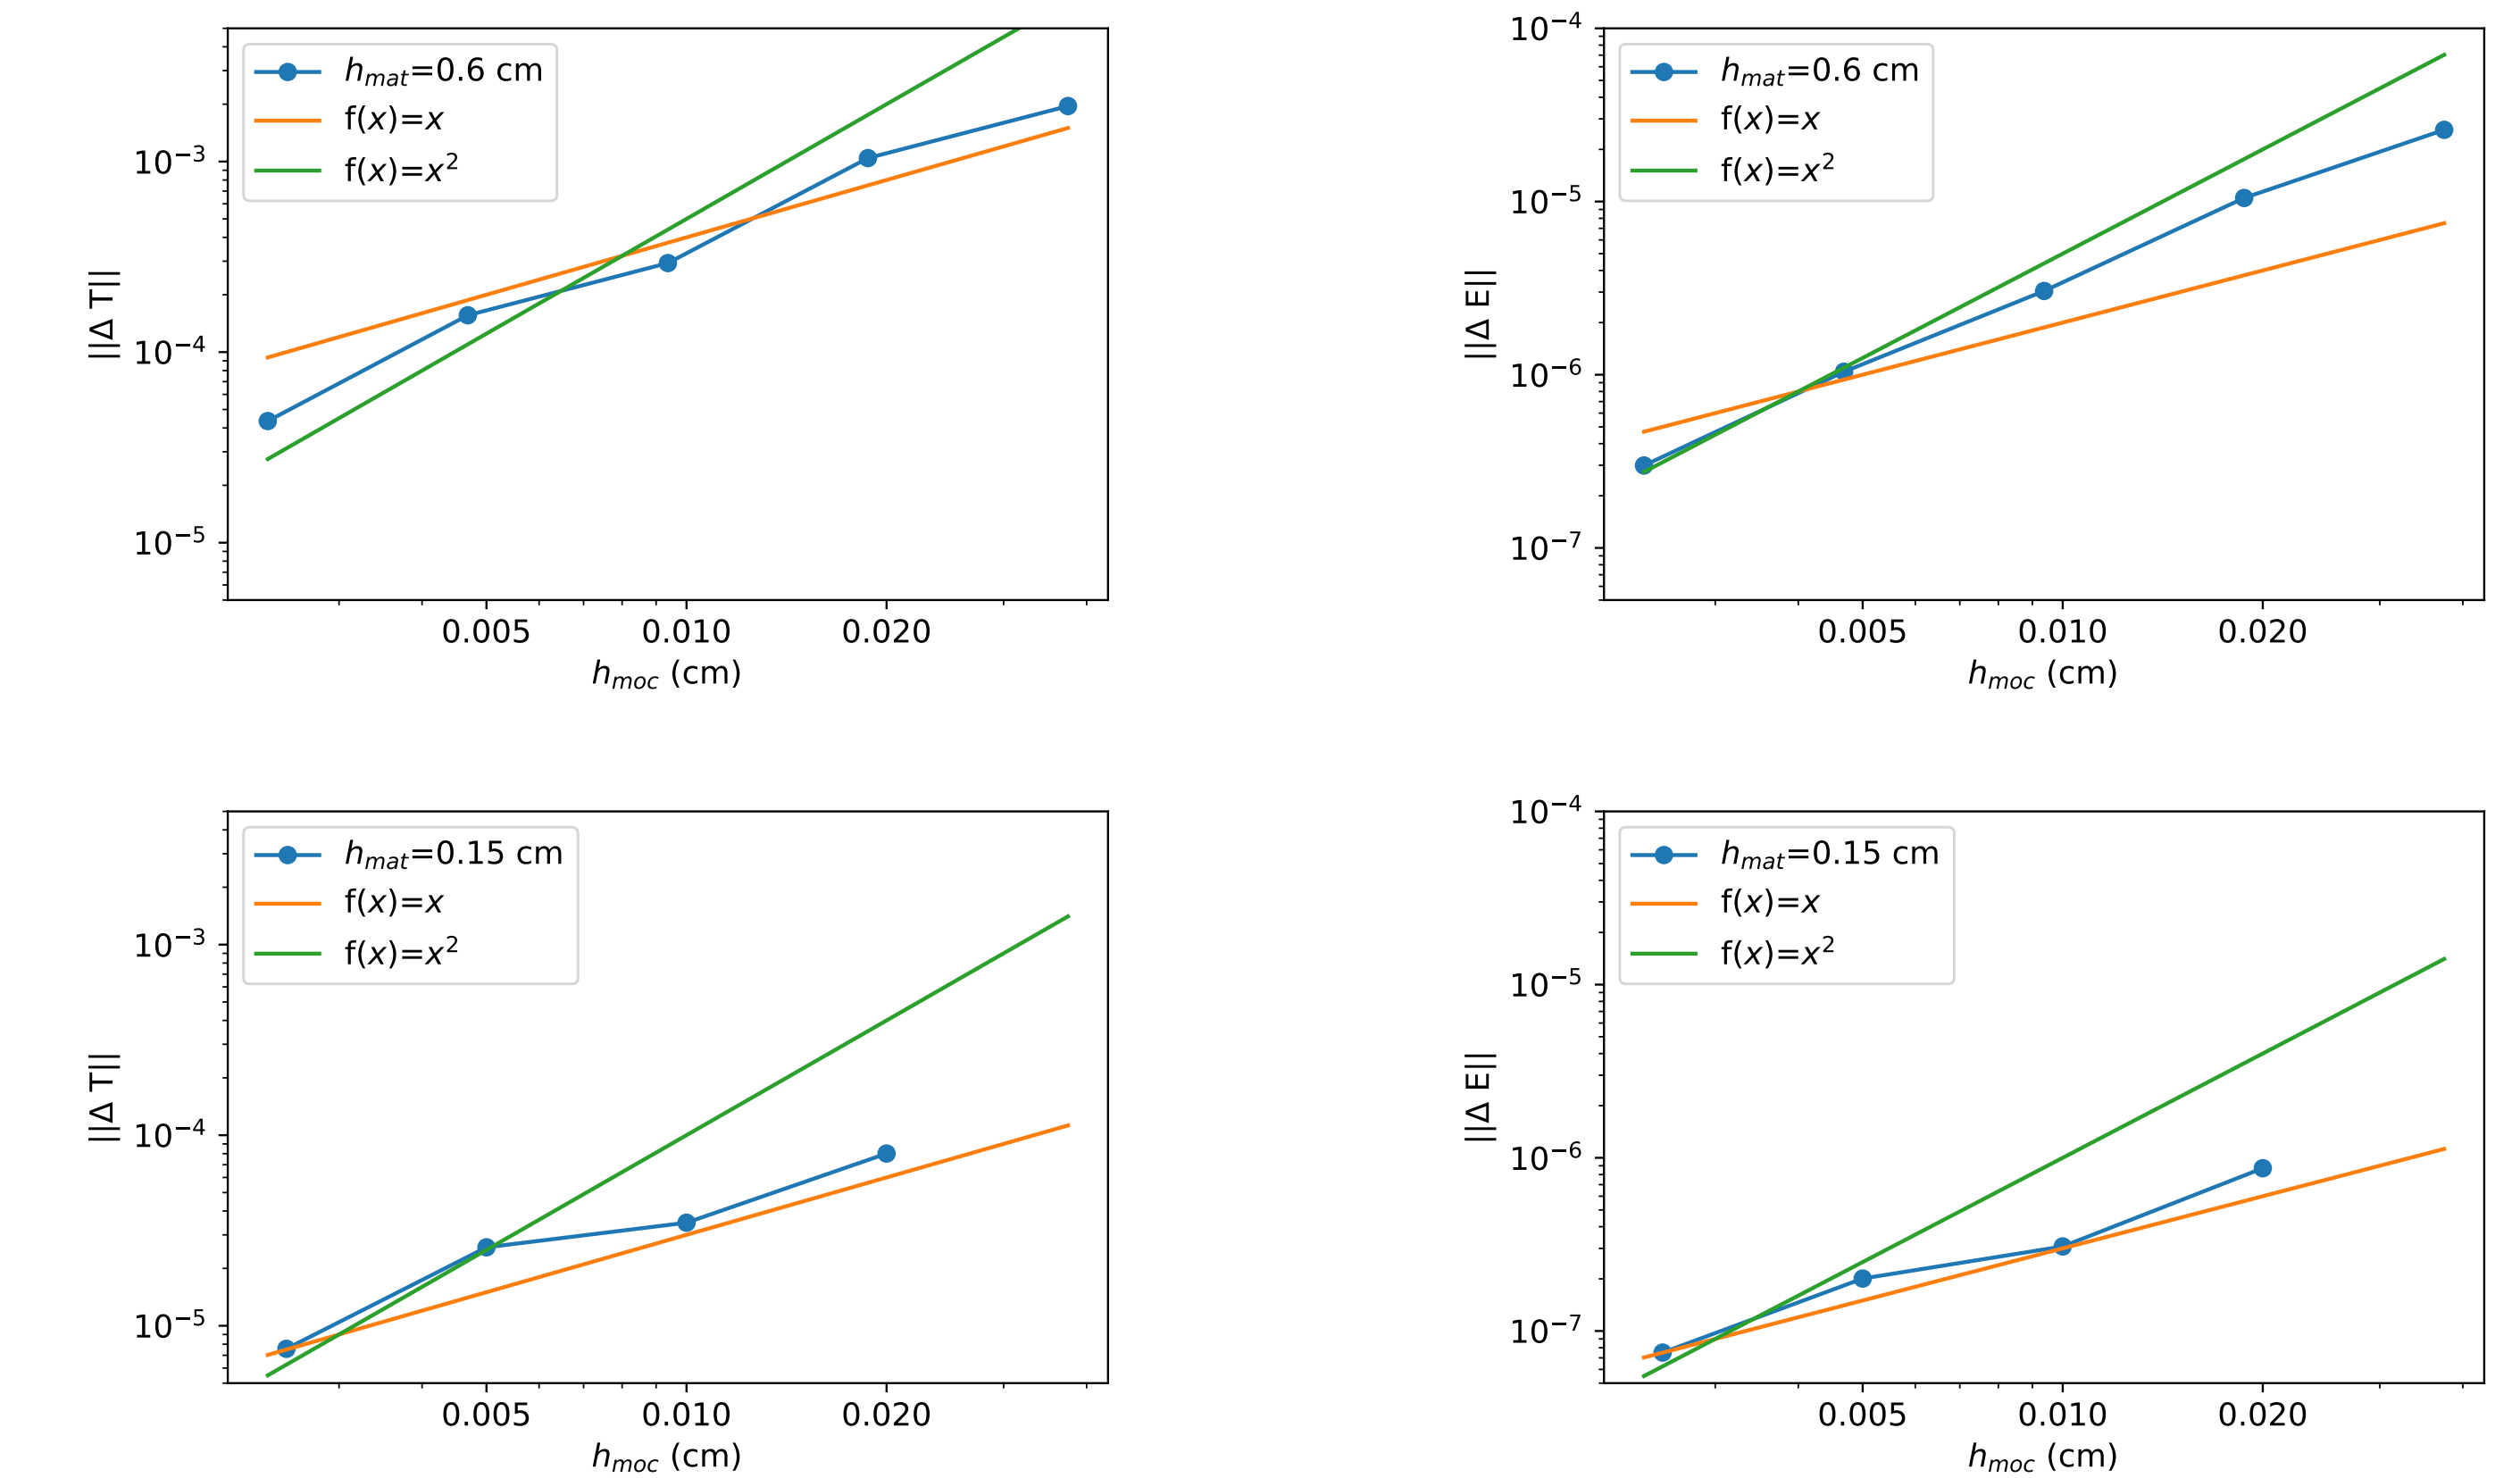 h_mat=0.6 cm
f(x)=x
f(x)=x²
10⁻³
10⁻⁴
10⁻⁵
||Δ T||
0.005 0.010 0.020
h_moc (cm)
h_mat=0.6 cm
f(x)=x
f(x)=x²
10⁻⁴
10⁻⁵
10⁻⁶
10⁻⁷
||Δ E||
0.005 0.010 0.020
h_moc (cm)
h_mat=0.15 cm
f(x)=x
f(x)=x²
10⁻³
10⁻⁴
10⁻⁵
||Δ T||
0.005 0.010 0.020
h_moc (cm)
h_mat=0.15 cm
f(x)=x
f(x)=x²
10⁻⁴
10⁻⁵
10⁻⁶
10⁻⁷
||Δ E||
0.005 0.010 0.020
h_moc (cm)